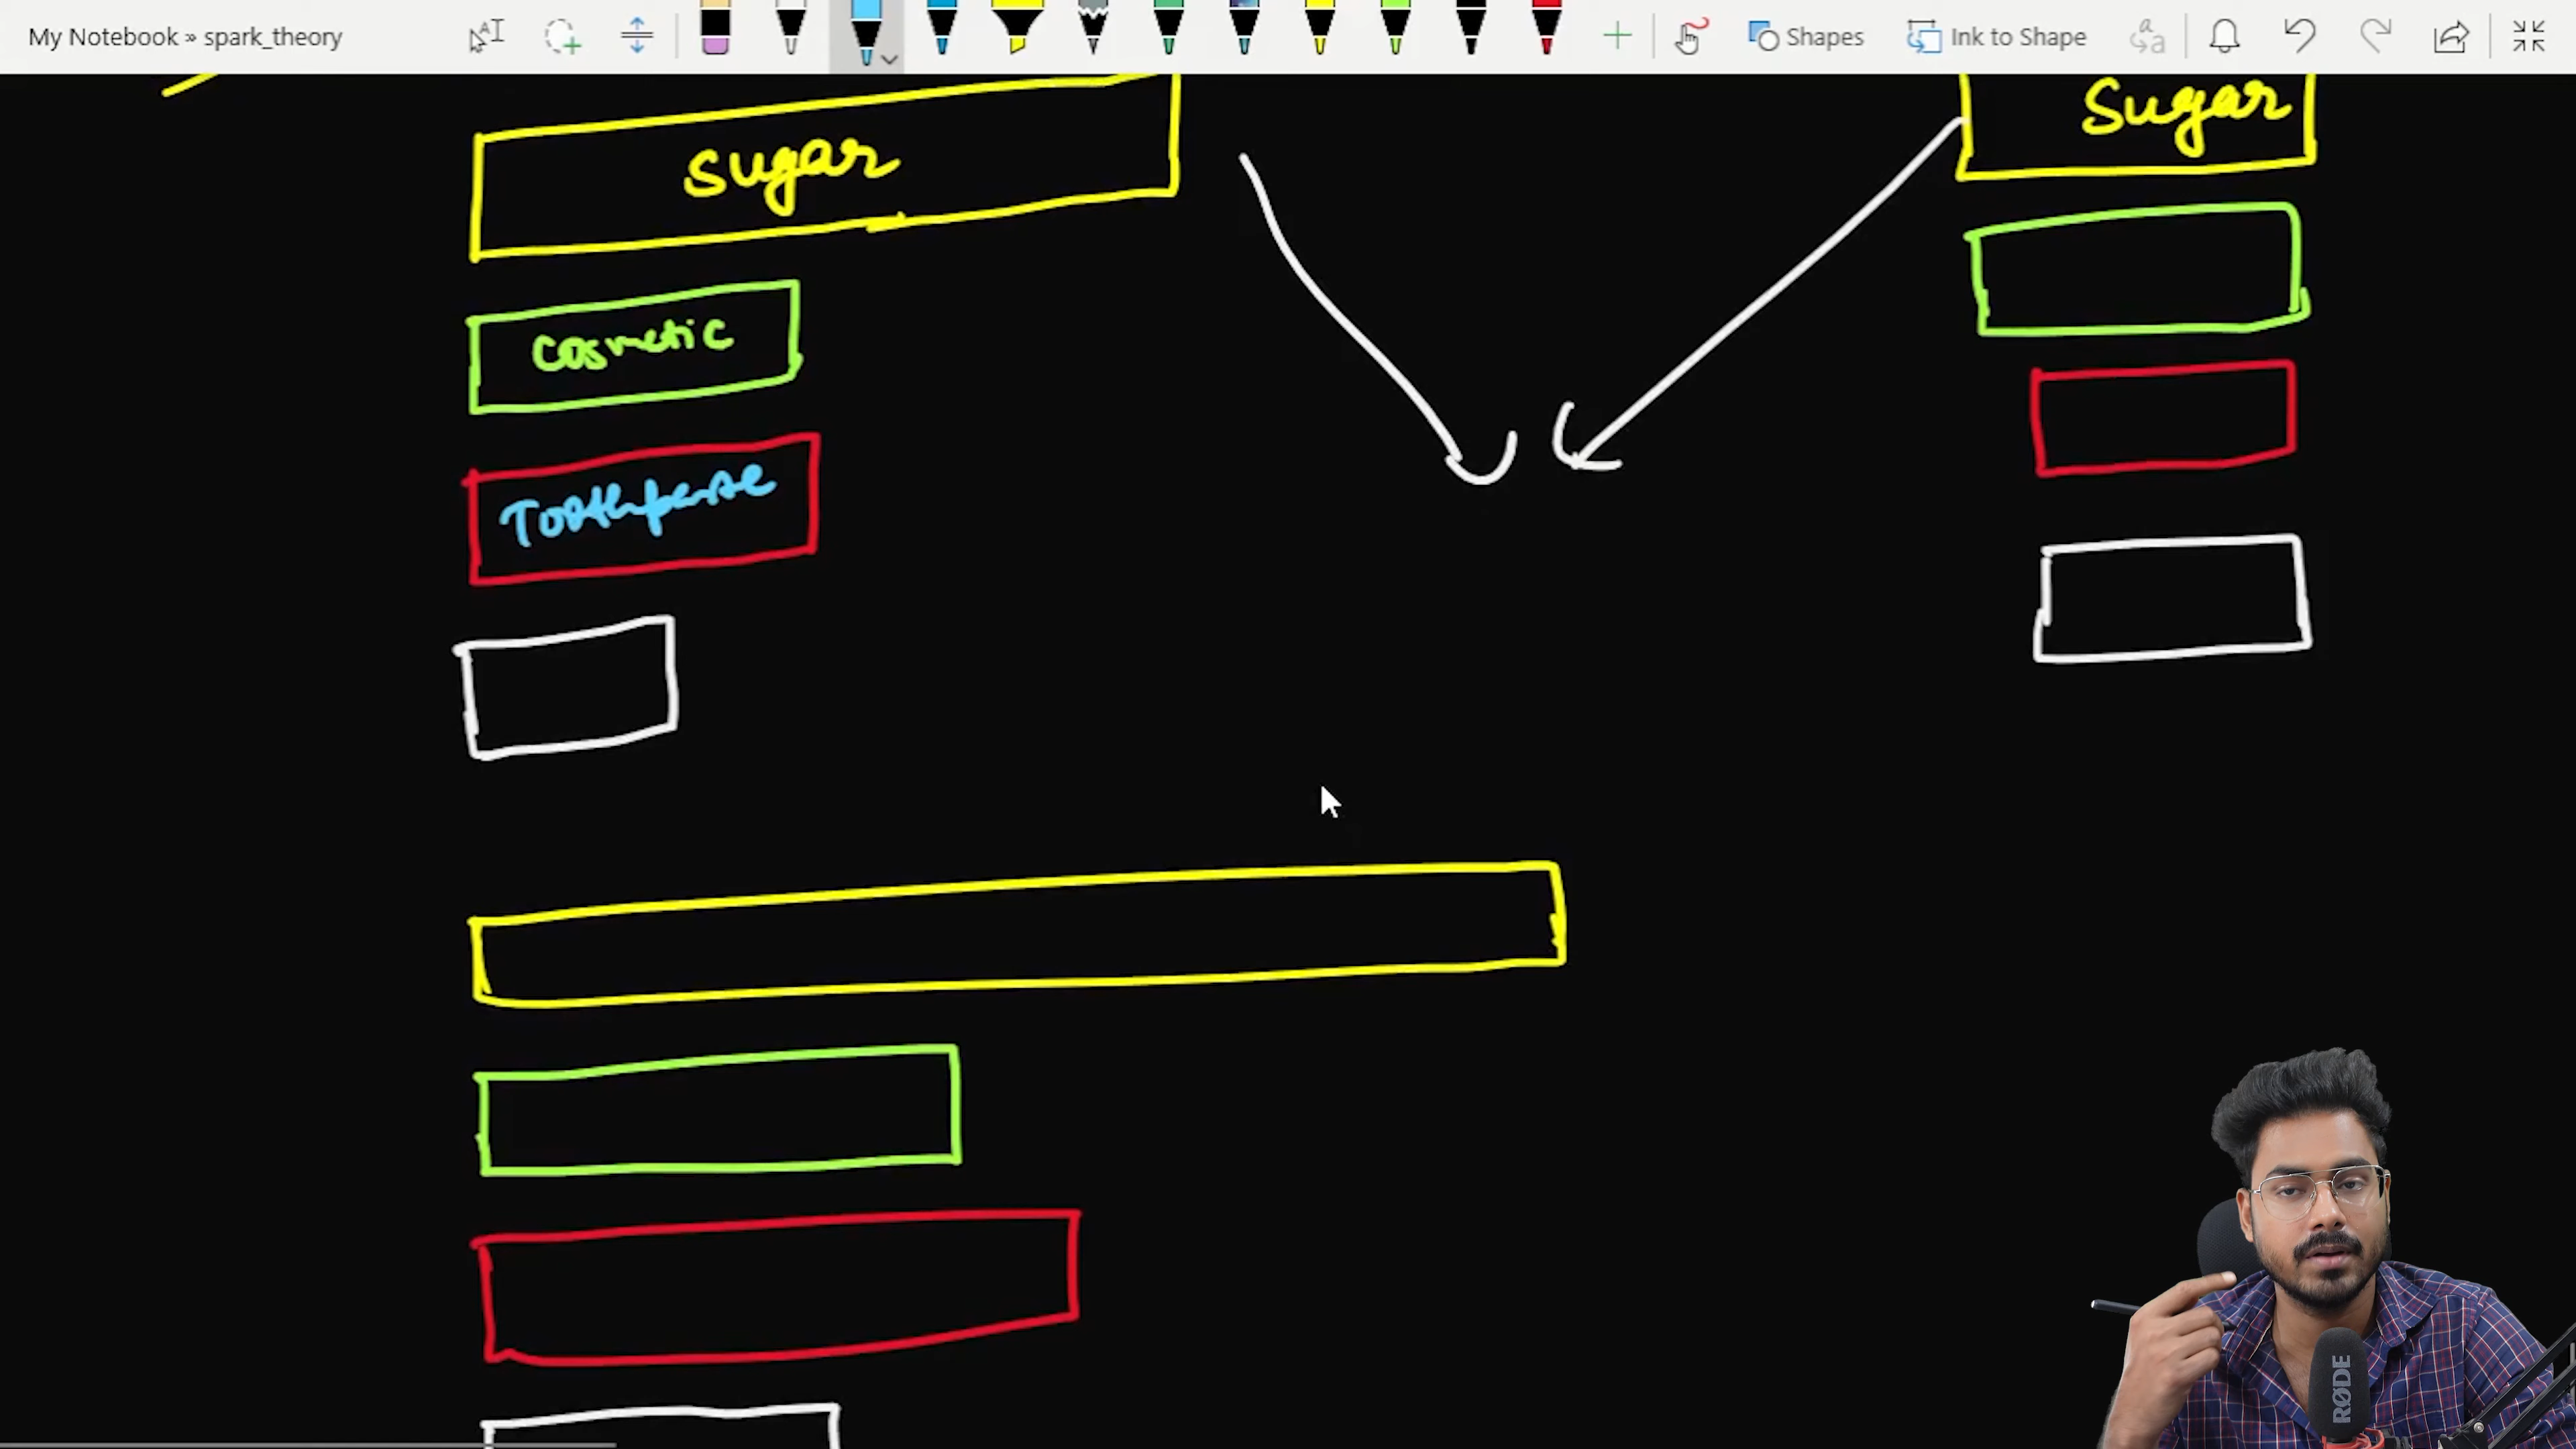 My Notebook » spark_theory
Shapes
Ink to Shape
Sugar
Sugar
Cosmetic
Toothpaste
RØDE